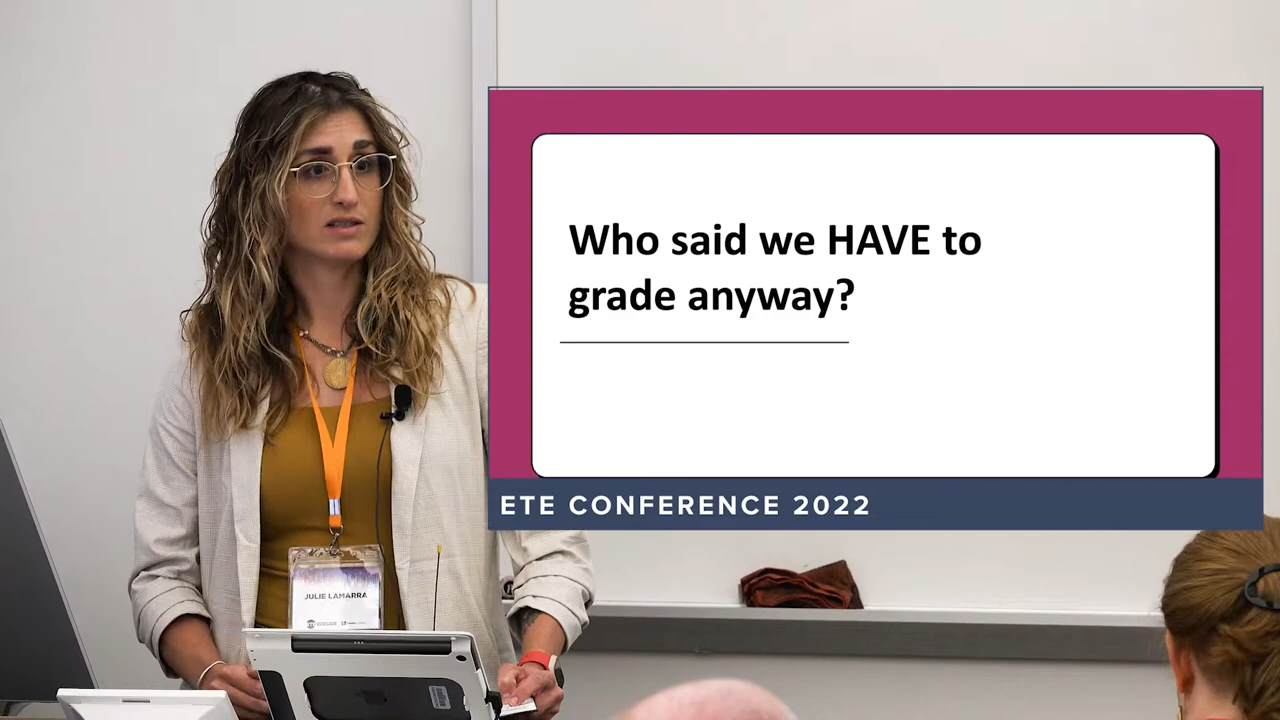 Who said we HAVE to
grade anyway?
ETE CONFERENCE 2022
JULIE LAMARRA